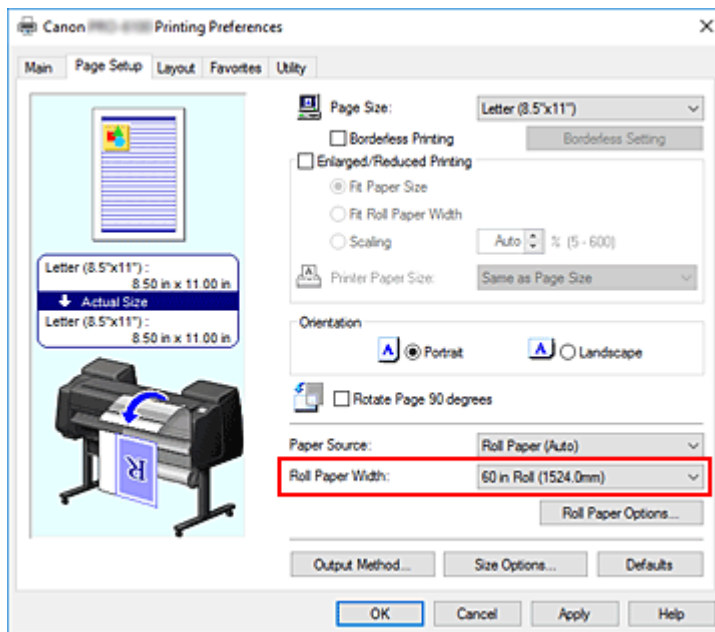 Canon Printing Preferences
Main Page Setup Layout Favorites Utility
Page Size: Letter (8.5"x11")
Borderless Printing Borderless Setting
Enlarged/Reduced Printing
Fit Paper Size
Fit Roll Paper Width
Scaling Auto % (5 - 600)
Printer Paper Size: Same as Page Size
Letter (8.5"x11") :
8.50 in x 11.00 in
Actual Size
Letter (8.5"x11") :
8.50 in x 11.00 in
Orientation
A Portrait A Landscape
Rotate Page 90 degrees
Paper Source: Roll Paper (Auto)
Roll Paper Width: 60 in Roll (1524.0mm)
R
Roll Paper Options...
Output Method... Size Options... Defaults
OK Cancel Apply Help